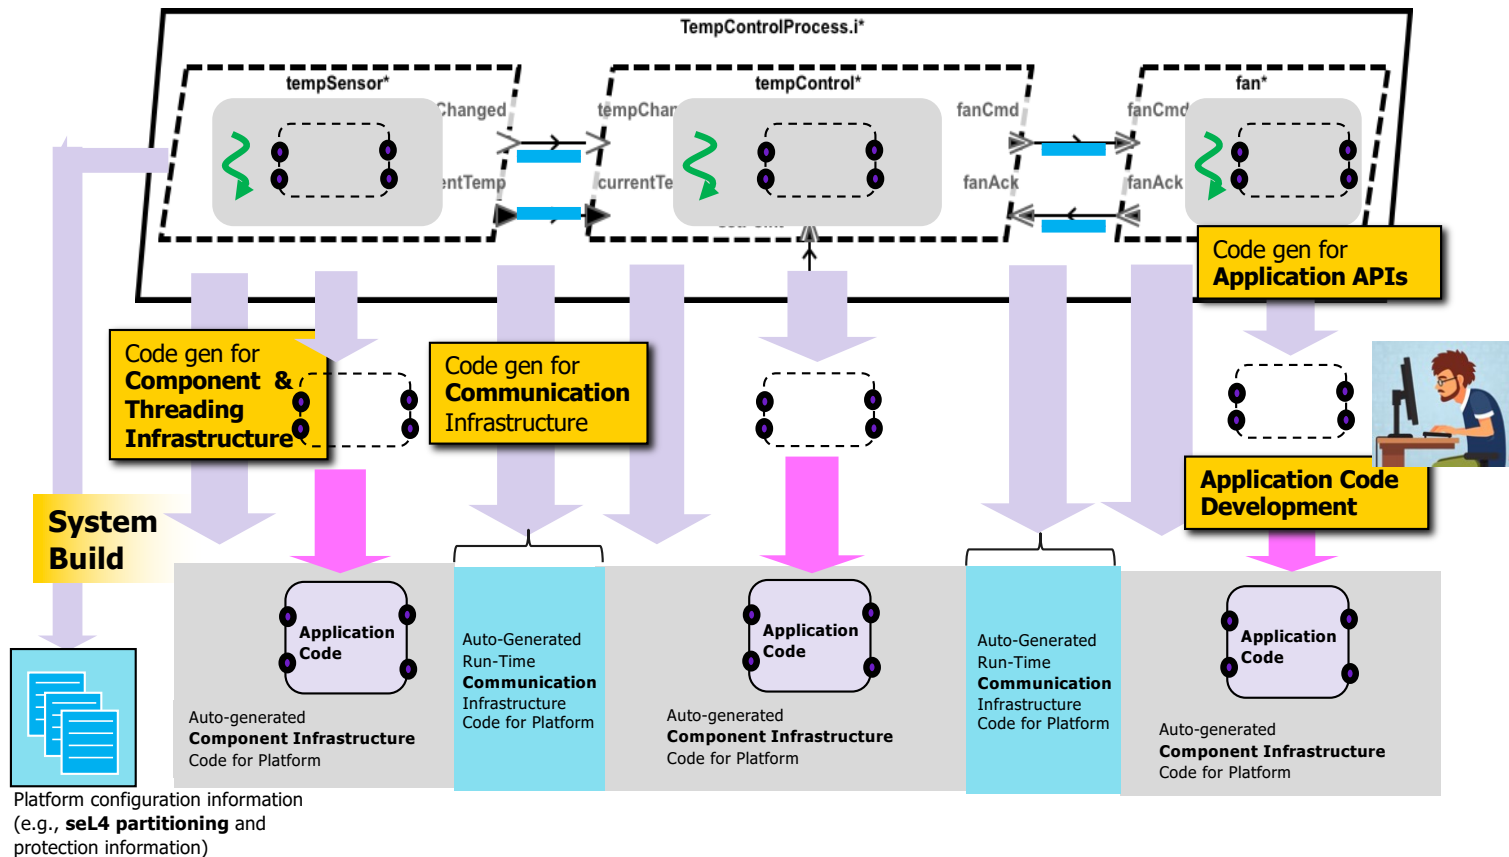 TempControlProcess.i*
tempSensor*
tempControl*
fan*
Changed
tempChan
fanCmd
fanCmd
entTemp
currentTe
fanAck
fanAck
Code gen for
Application APIs
Code gen for
Component &
Threading
Infrastructure
Code gen for
Communication
Infrastructure
Application Code
Development
System
Build
Application
Code
Auto-generated
Component Infrastructure
Code for Platform
Auto-Generated
Run-Time
Communication
Infrastructure
Code for Platform
Application
Code
Auto-generated
Component Infrastructure
Code for Platform
Auto-Generated
Run-Time
Communication
Infrastructure
Code for Platform
Application
Code
Auto-generated
Component Infrastructure
Code for Platform
Platform configuration information
(e.g., seL4 partitioning and
protection information)